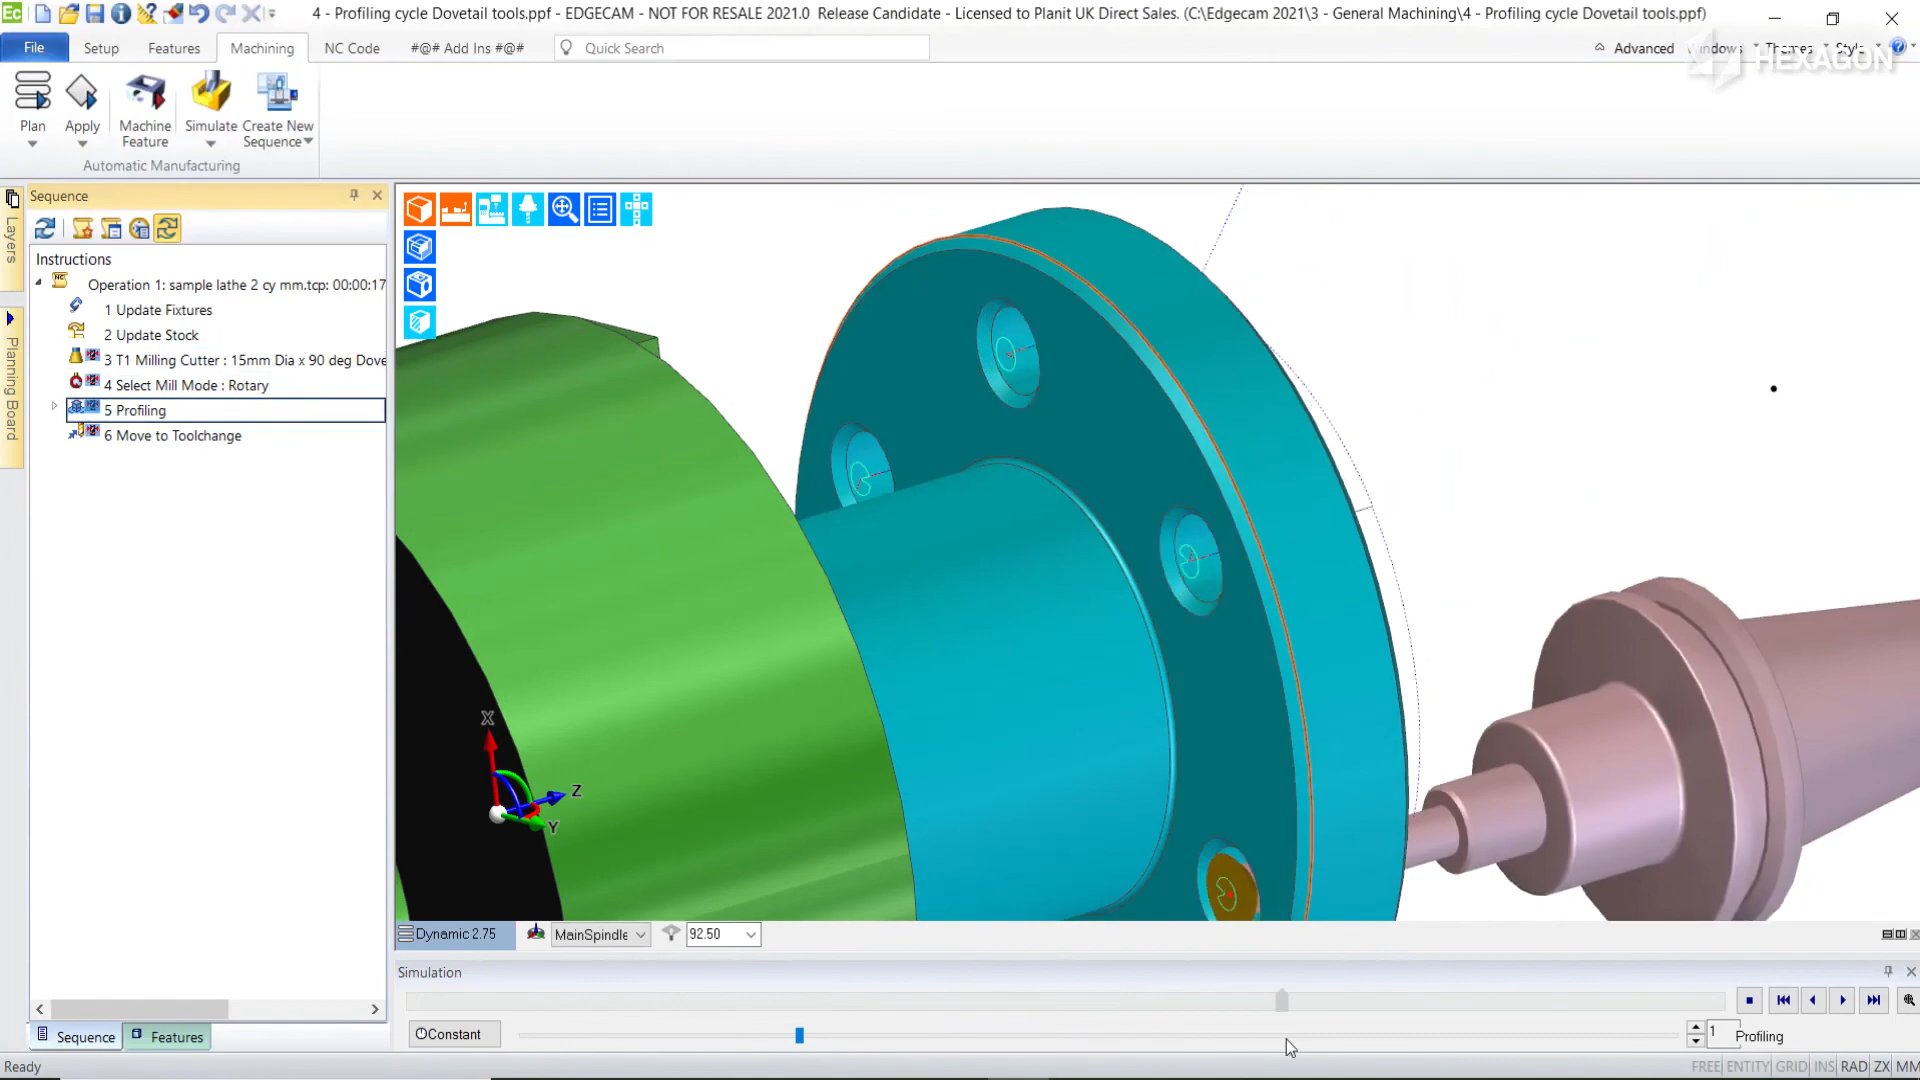 Ec 4 - Profiling cycle Dovetail tools.ppf - EDGECAM - NOT FOR RESALE 2021.0 Release Candidate - Licensed to Planit UK Direct Sales. (C:\Edgecam 2021\3 - General Machining\4 - Profiling cycle Dovetail tools.ppf)
File Setup Features Machining NC Code #@# Add Ins #@# Quick Search Advanced Windows Themes Style
HEXAGON
Plan Apply Machine Feature Simulate Create New Sequence
Automatic Manufacturing
Sequence
Layers
Planning Board
Instructions
Operation 1: sample lathe 2 cy mm.tcp: 00:00:17
1 Update Fixtures
2 Update Stock
3 T1 Milling Cutter : 15mm Dia x 90 deg Dove
4 Select Mill Mode : Rotary
5 Profiling
6 Move to Toolchange
X
Z
Y
Dynamic 2.75 MainSpindle 92.50
Simulation
Constant 1 Profiling
Sequence Features
Ready FREE ENTITY GRID INS RAD ZX MM